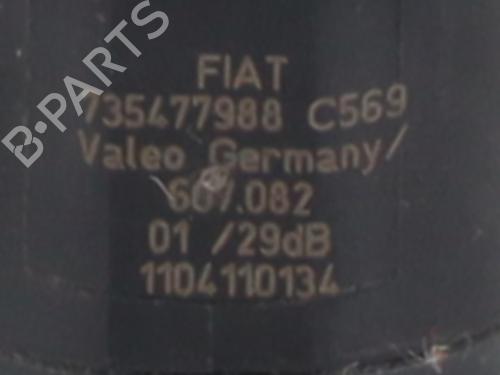 FIAT
735477988 C569
Valeo Germany/
607.082
01 /29dB
1104110134
B-PARTS